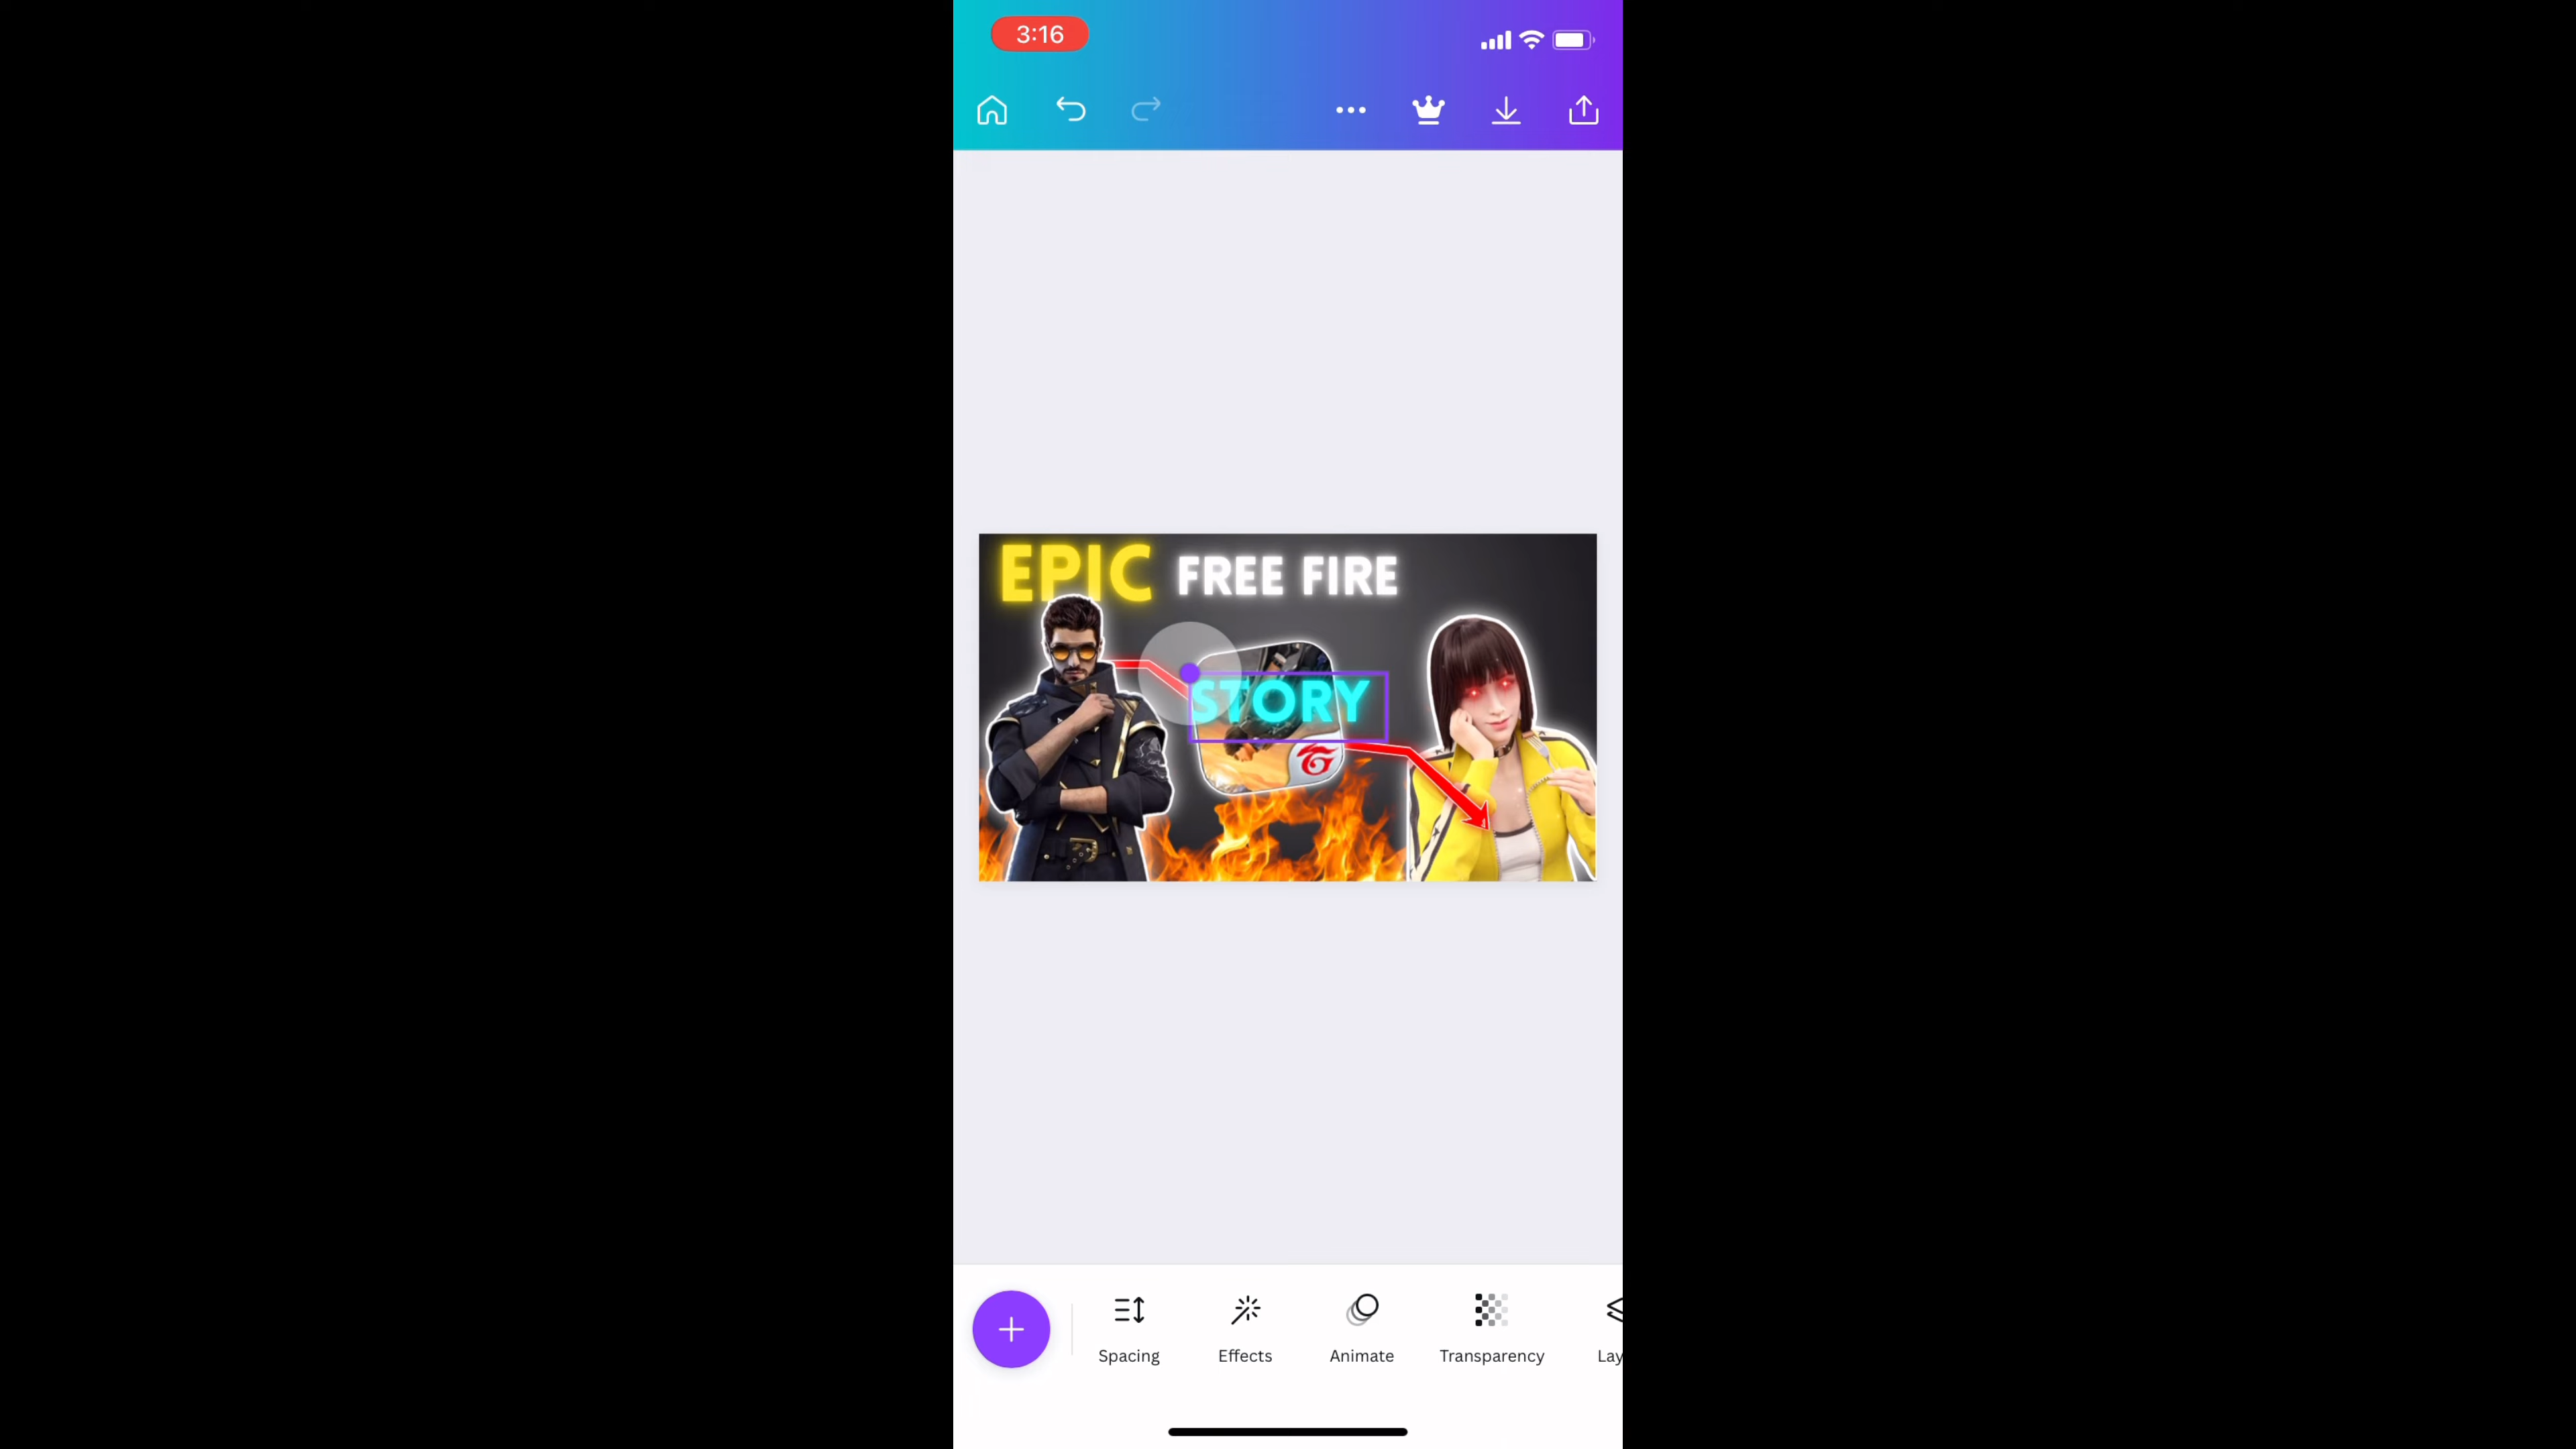 3:16
EPIC FREE FIRE
STORY
Spacing
Effects
Animate
Transparency
Lay